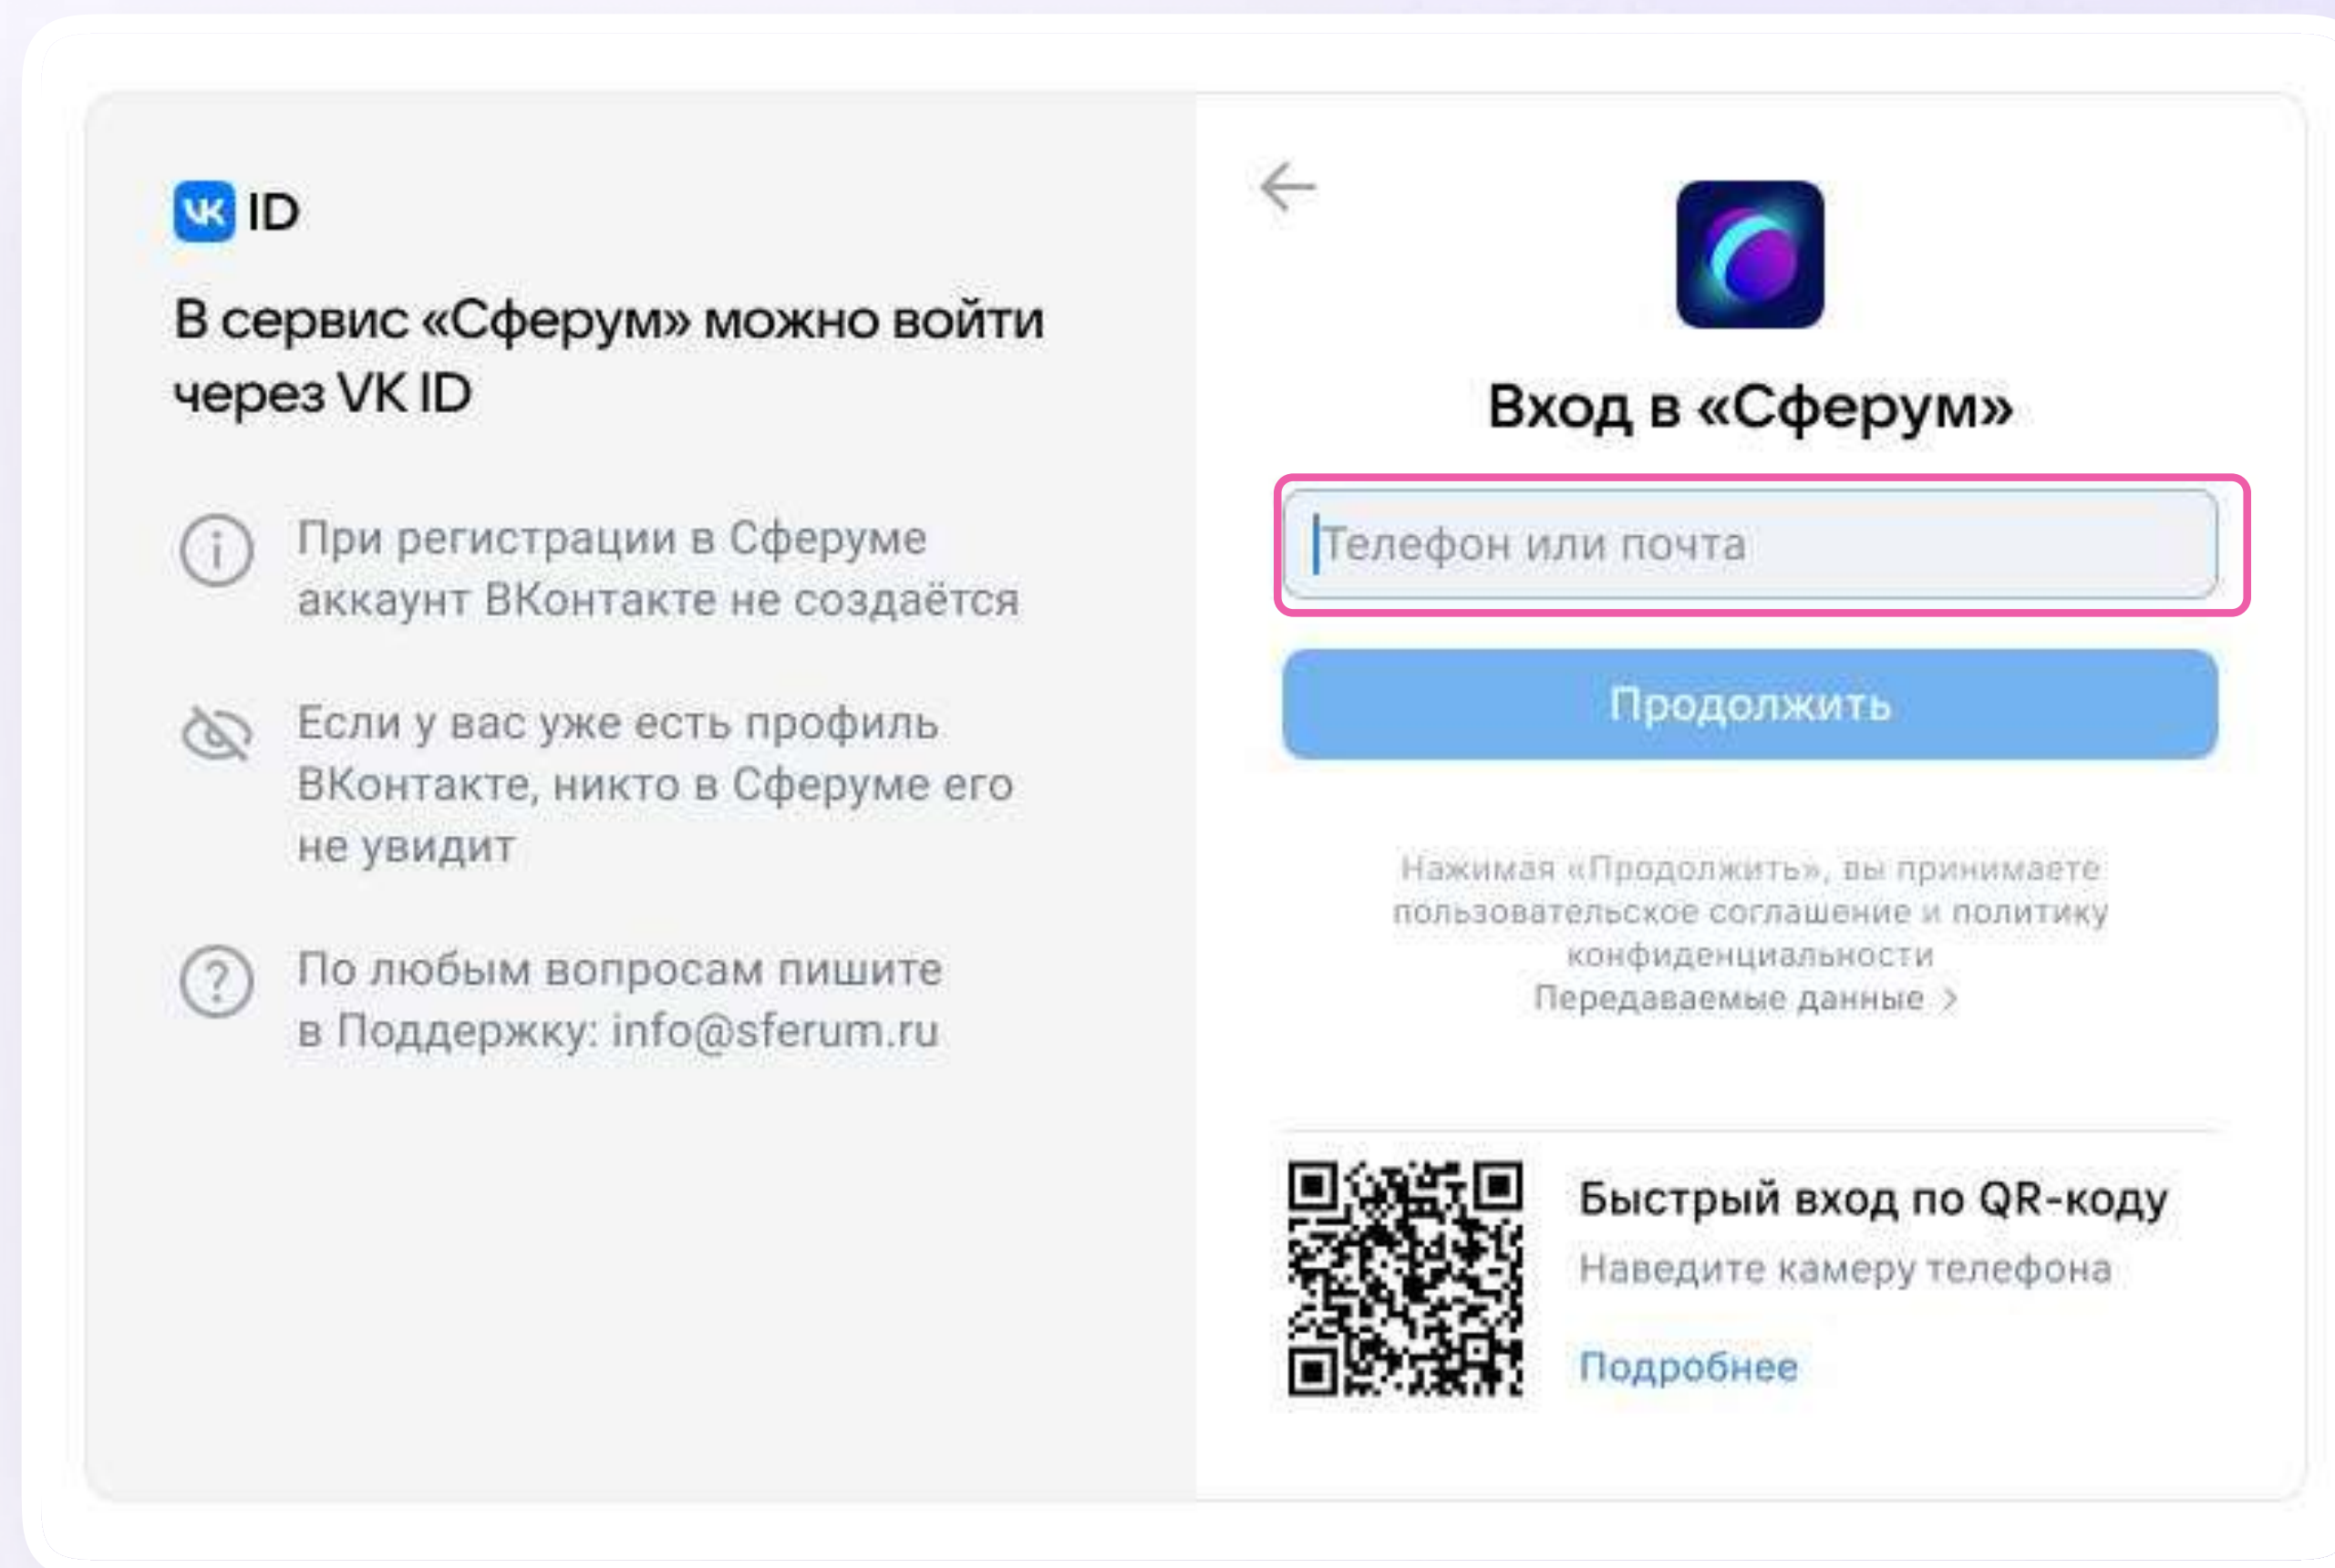 VK ID
В сервис «Сферум» можно войти
через VK ID
При регистрации в Сферуме
аккаунт ВКонтакте не создаётся
Если у вас уже есть профиль
ВКонтакте, никто в Сферуме его
не увидит
По любым вопросам пишите
в Поддержку: info@sferum.ru
Вход в «Сферум»
Телефон или почта
Продолжить
Нажимая «Продолжить», вы принимаете
пользовательское соглашение и политику
конфиденциальности
Передаваемые данные >
Быстрый вход по QR-коду
Наведите камеру телефона
Подробнее